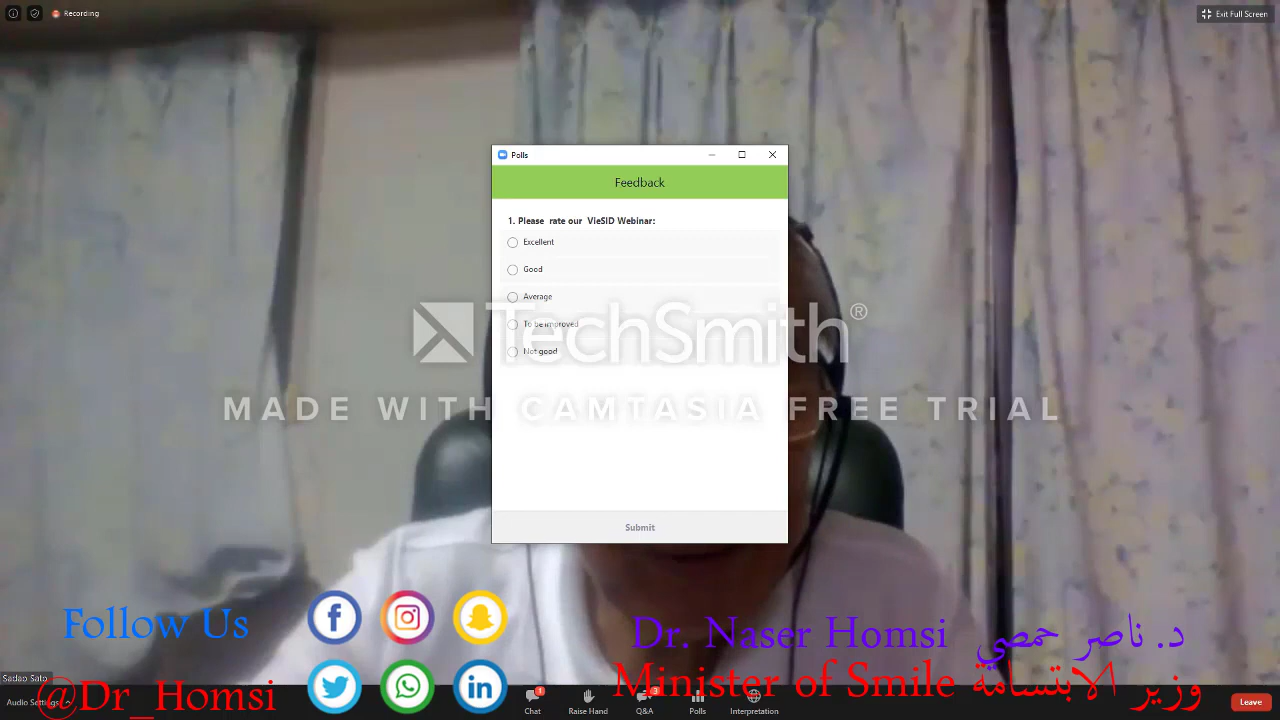 Recording
Exit Full Screen
Polls
Feedback
1. Please rate our VieSID Webinar:
Excellent
Good
Average
To be improved
Not good
TechSmith®
MADE WITH CAMTASIA FREE TRIAL
Submit
Follow Us
Dr. Naser Homsi د. ناصر حمصي
Sadao Sato
@Dr_Homsi
Minister of Smile وزير الابتسامة
Audio Settings
Chat
1
Raise Hand
Q&A
3
Polls
Interpretation
Leave